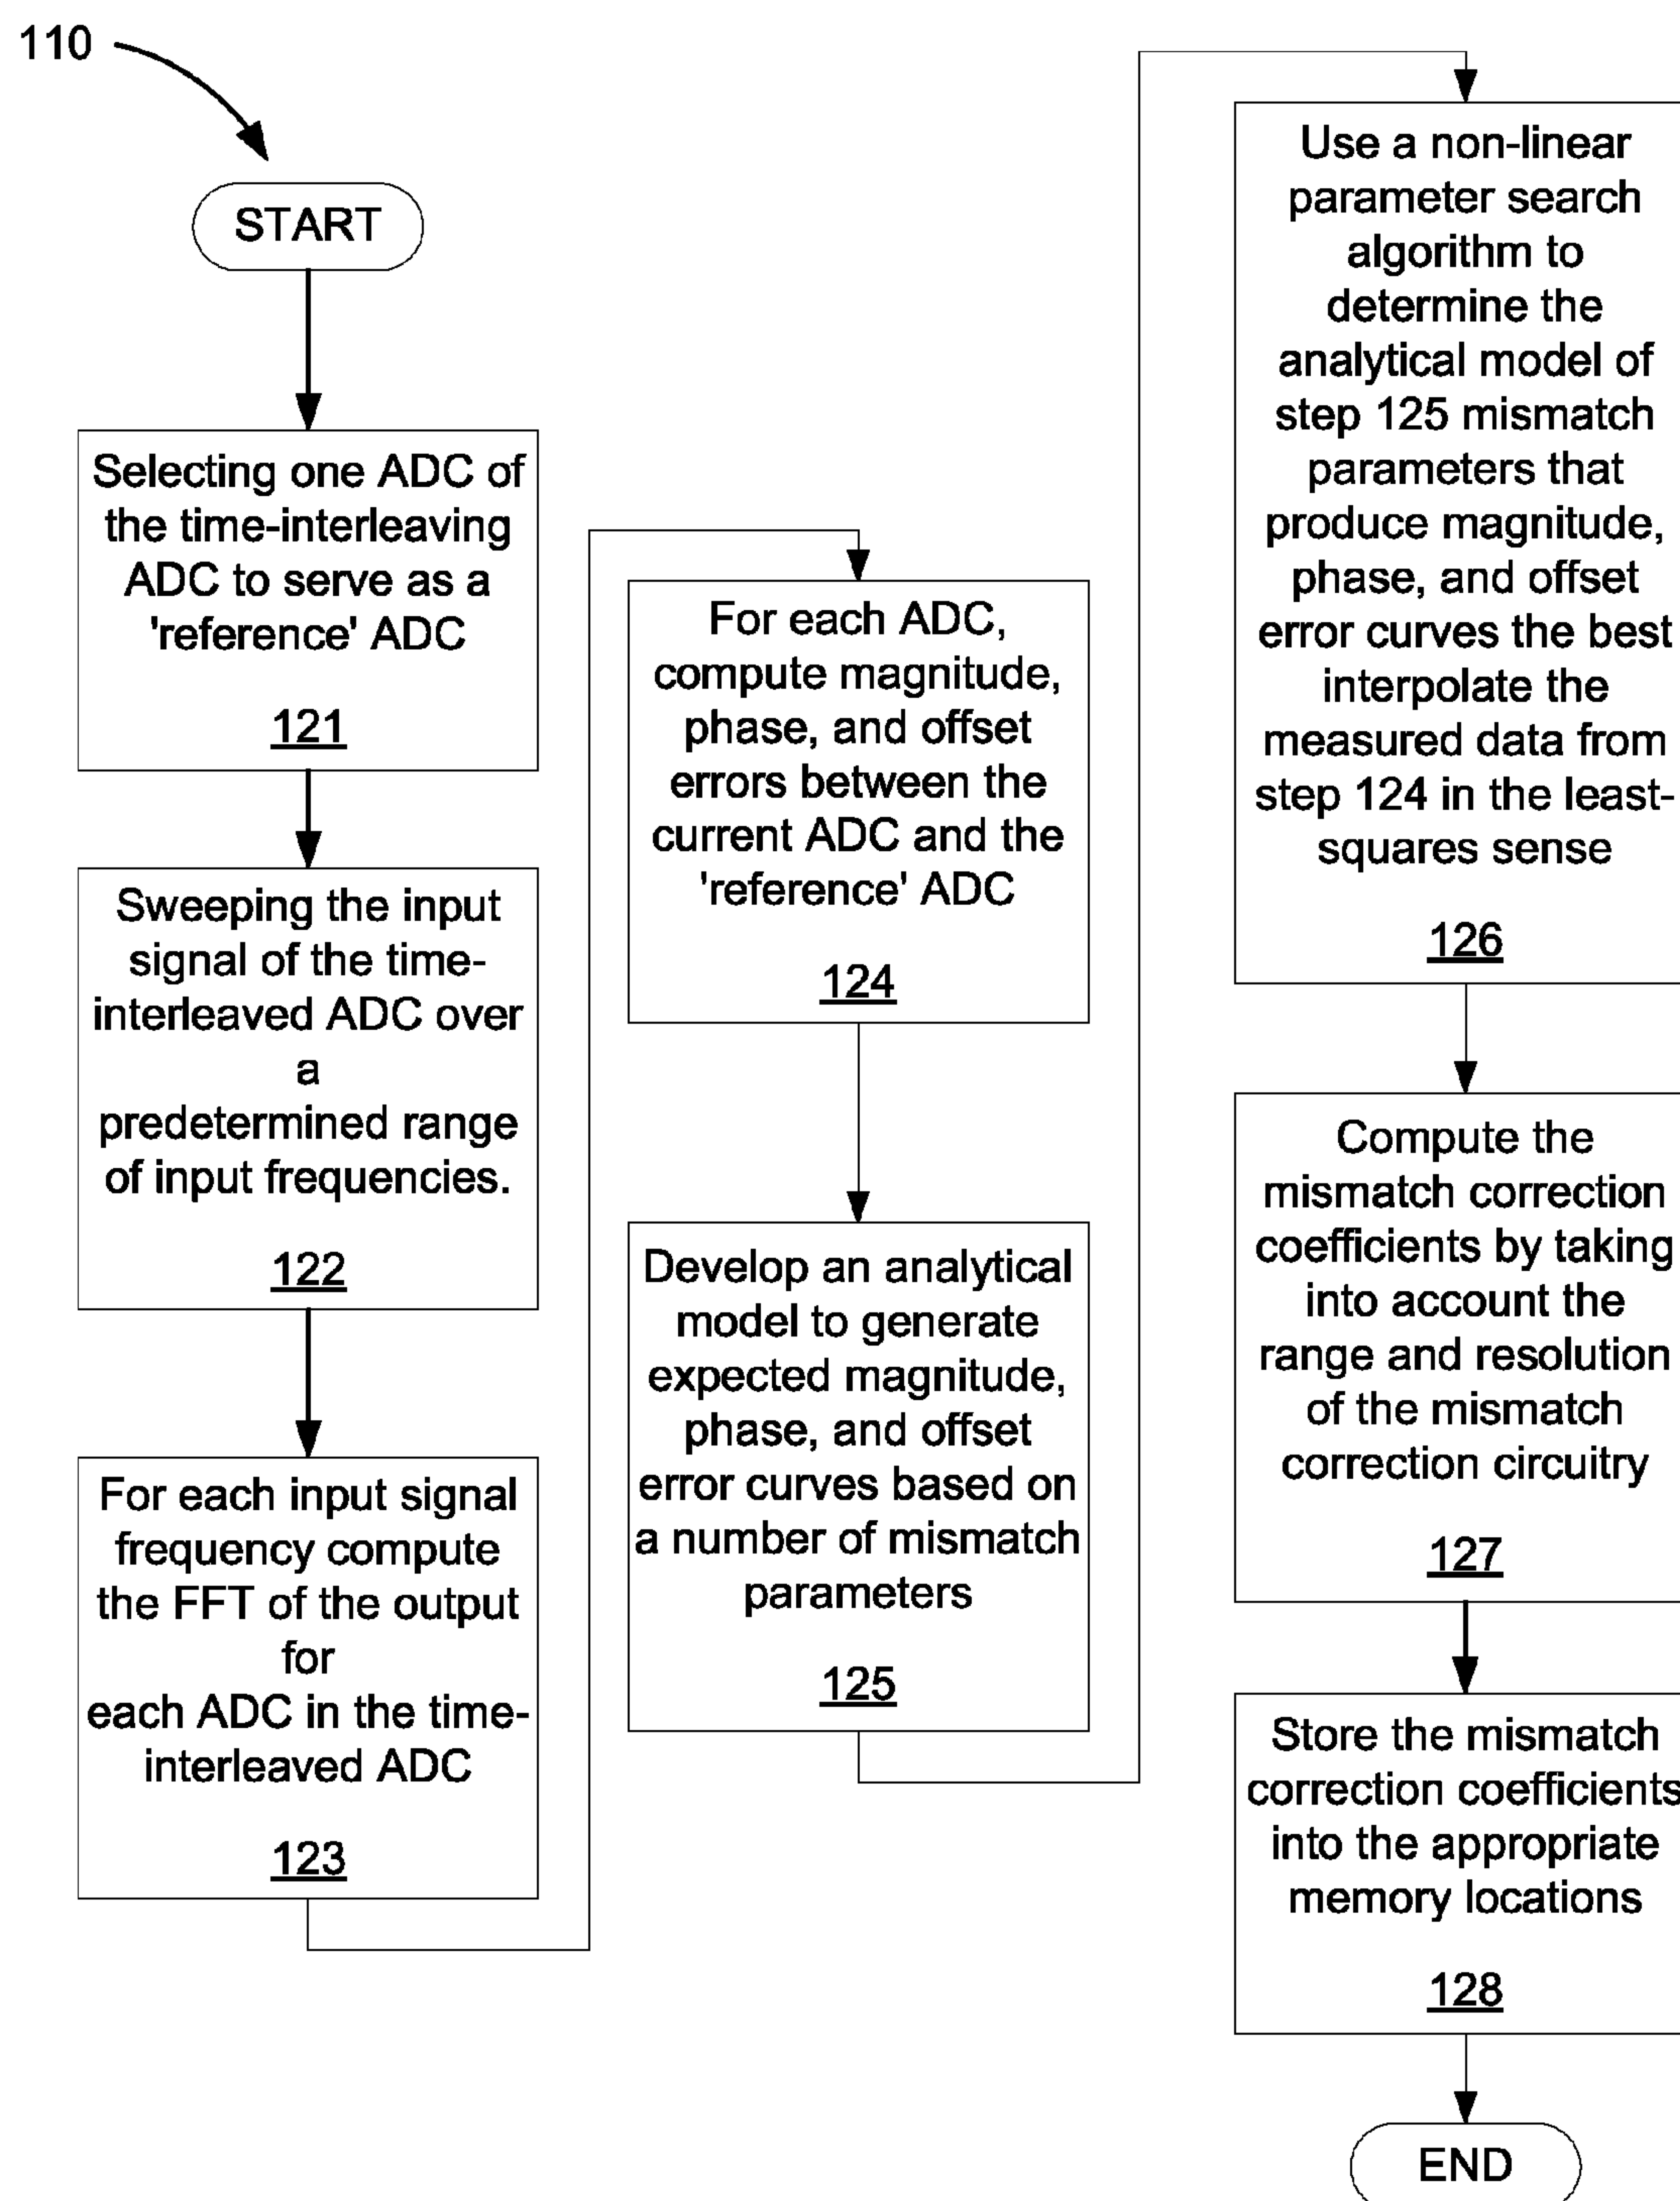 110
START
Selecting one ADC of
the time-interleaving
ADC to serve as a
'reference' ADC
121
Sweeping the input
signal of the time-
interleaved ADC over
a
predetermined range
of input frequencies.
122
For each input signal
frequency compute
the FFT of the output
for
each ADC in the time-
interleaved ADC
123
For each ADC,
compute magnitude,
phase, and offset
errors between the
current ADC and the
'reference' ADC
124
Develop an analytical
model to generate
expected magnitude,
phase, and offset
error curves based on
a number of mismatch
parameters
125
Use a non-linear
parameter search
algorithm to
determine the
analytical model of
step 125 mismatch
parameters that
produce magnitude,
phase, and offset
error curves the best
interpolate the
measured data from
step 124 in the least-
squares sense
126
Compute the
mismatch correction
coefficients by taking
into account the
range and resolution
of the mismatch
correction circuitry
127
Store the mismatch
correction coefficients
into the appropriate
memory locations
128
END